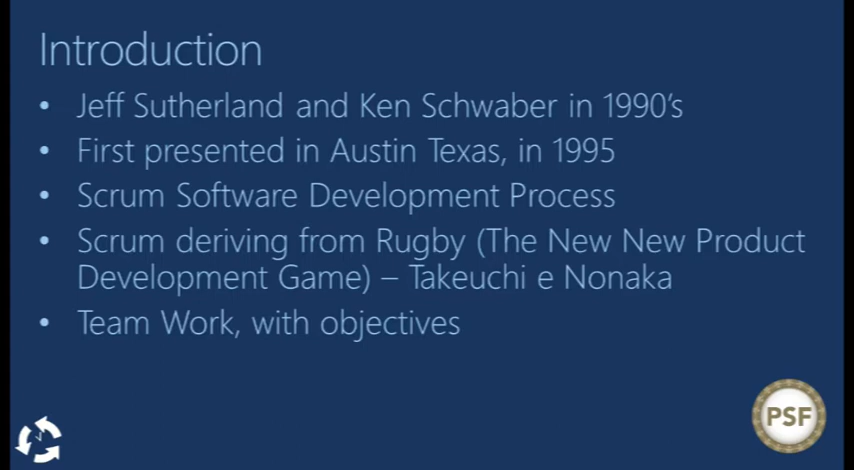 Introduction
• Jeff Sutherland and Ken Schwaber in 1990's
• First presented in Austin Texas, in 1995
• Scrum Software Development Process
• Scrum deriving from Rugby (The New New Product
Development Game) – Takeuchi e Nonaka
• Team Work, with objectives
PSF